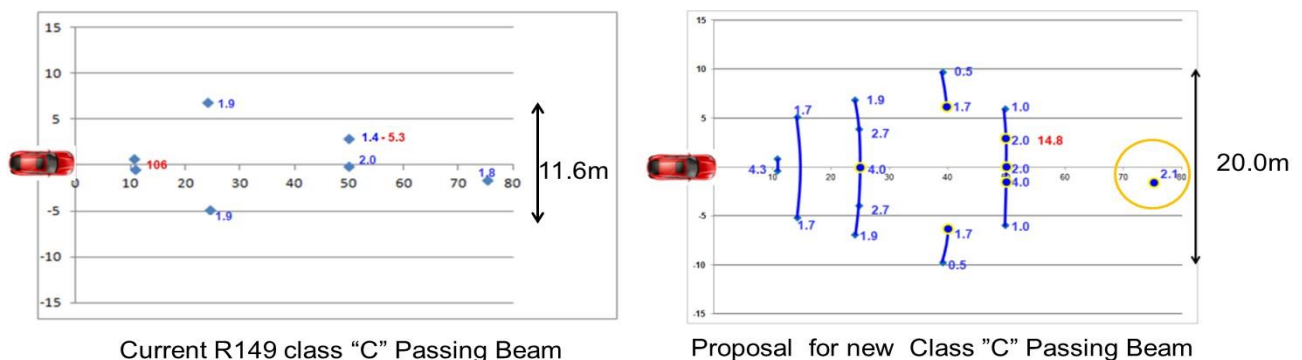 15
10
5
0
-5
-10
-15
0 10 20 30 40 50 60 70 80
1.9
1.4 - 5.3
106
2.0
1.8
1.9
11.6m
Current R149 class “C” Passing Beam
15
10
5
0
-5
-10
-15
10 60 70 80
0.5
1.7 1.9 1.7 1.0
2.7 2.0 14.8
4.3 4.0 2.0 2.1
4.0
2.7 1.7
1.7 1.9 1.0
0.5
20.0m
Proposal for new Class ”C” Passing Beam